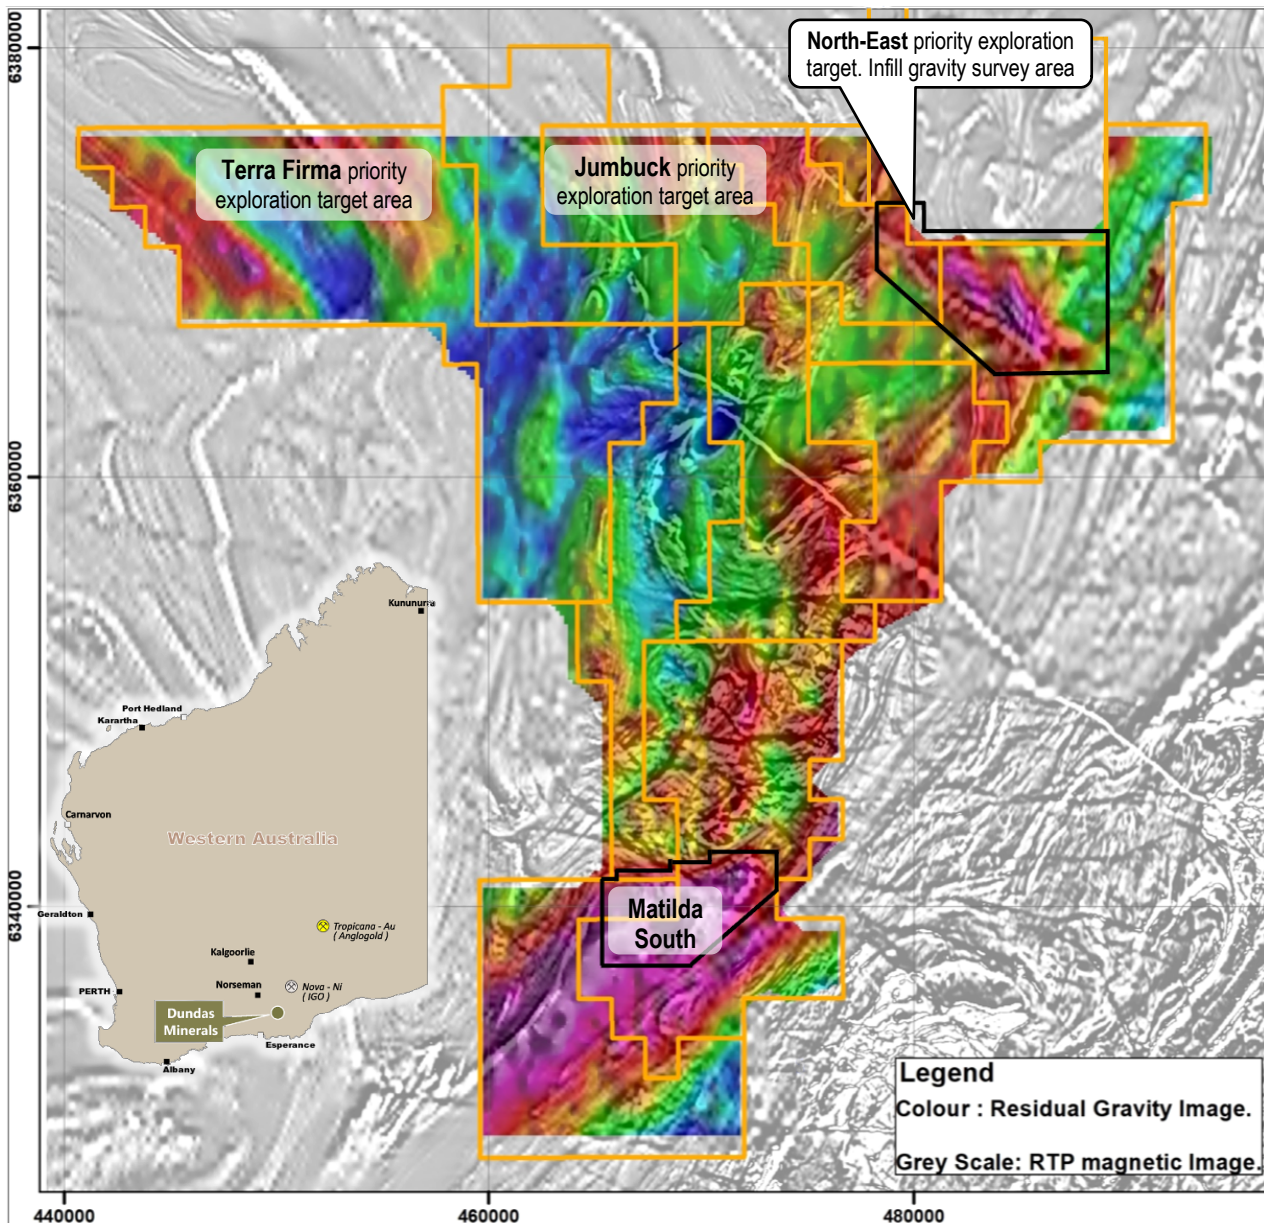 6380000
North-East priority exploration
target. Infill gravity survey area
Terra Firma priority
exploration target area
Jumbuck priority
exploration target area
6360000
Kununurra
Port Hedland
Karartha
Carnarvon
Western Australia
6340000
Matilda
South
Geraldton
Tropicana - Au
( Anglogold )
Kalgoorlie
PERTH
Norseman
Nova - Ni
( IGO )
Dundas
Minerals
Esperance
Albany
Legend
Colour : Residual Gravity Image.
Grey Scale: RTP magnetic Image.
440000
460000
480000